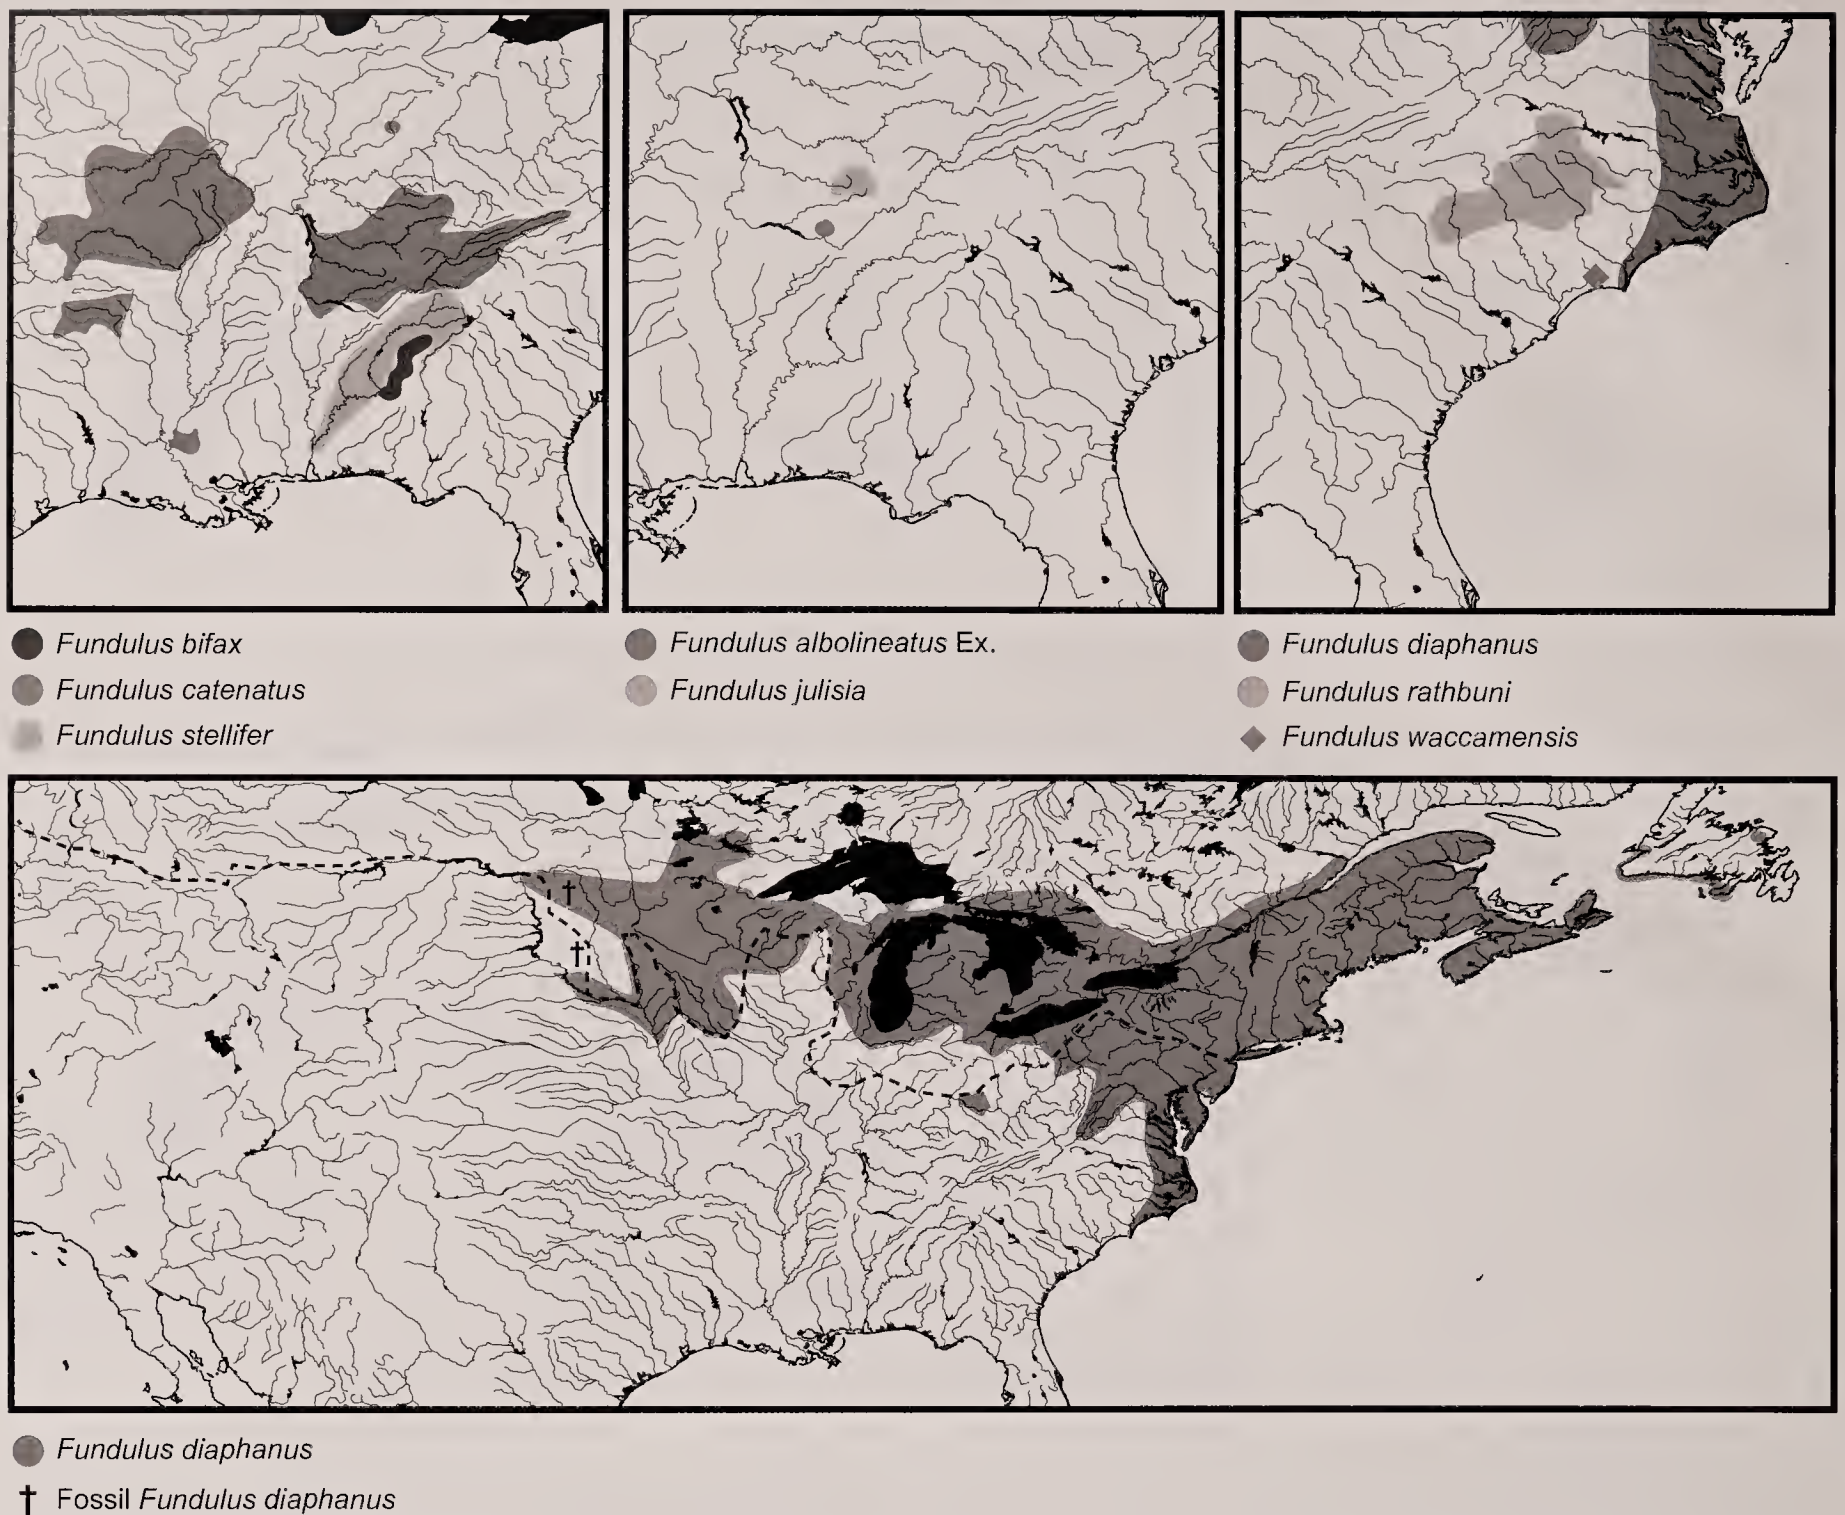 Fundulus bifax
Fundulus catenatus
Fundulus stellifer
Fundulus albolineatus Ex.
Fundulus julisia
Fundulus diaphanus
Fundulus rathbuni
Fundulus waccamensis
†
†
Fundulus diaphanus
† Fossil Fundulus diaphanus